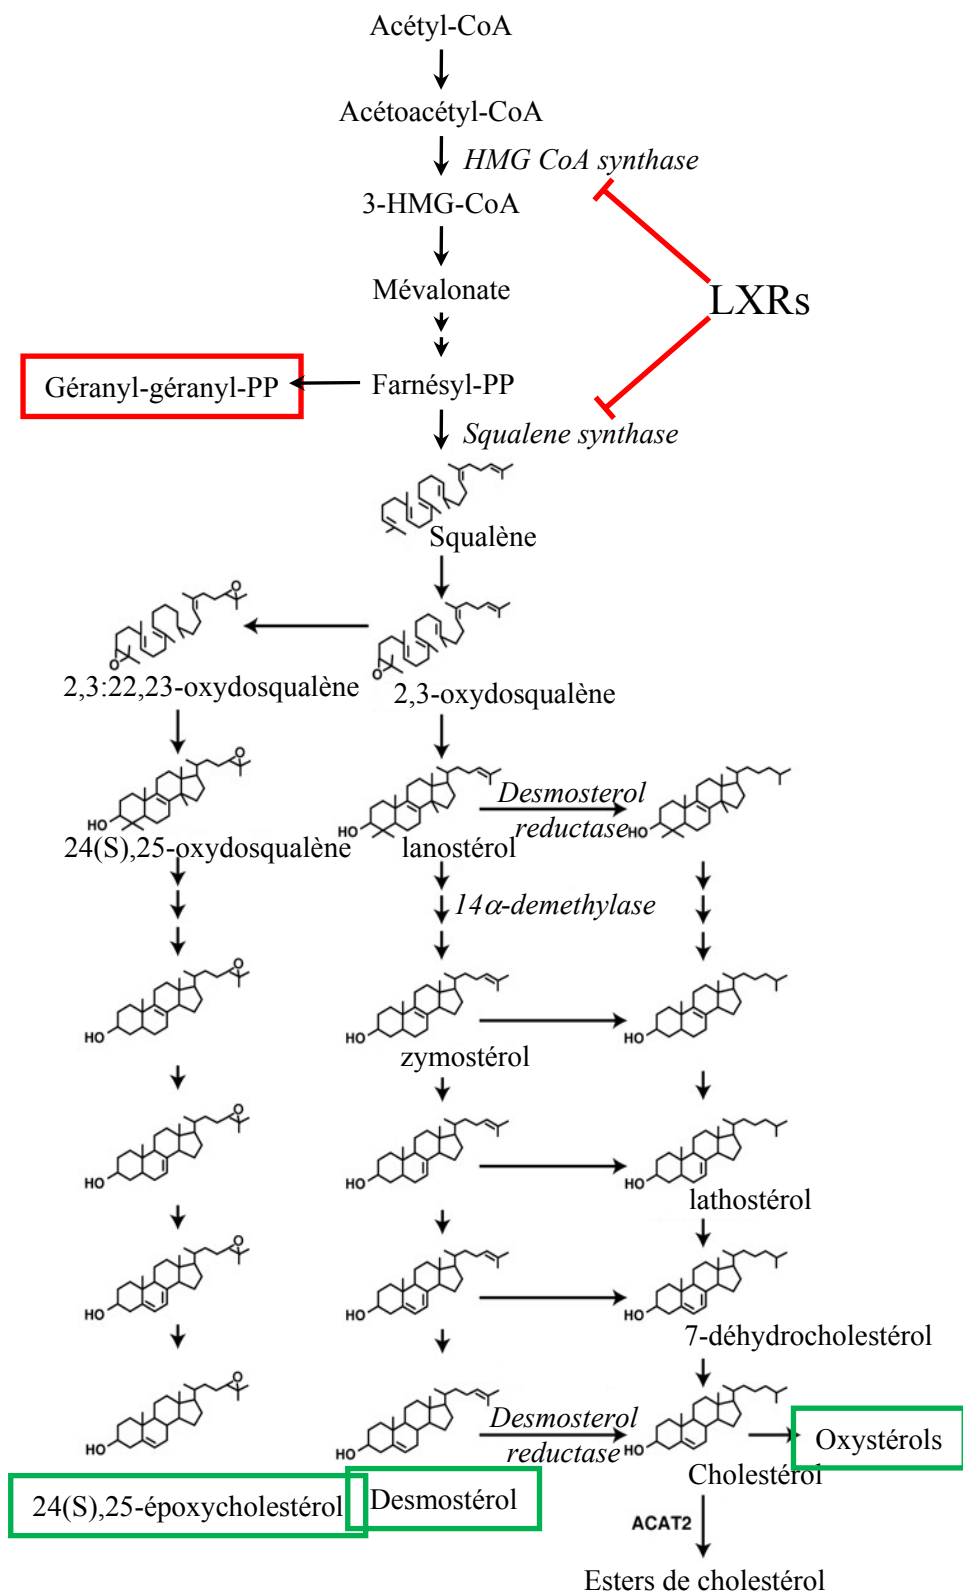 Acétyl-CoA
Acétoacétyl-CoA
HMG CoA synthase
3-HMG-CoA
Mévalonate
LXRs
Géranyl-géranyl-PP
Farnésyl-PP
Squalene synthase
Squalène
O
O
O
O
2,3:22,23-oxydosqualène
2,3-oxydosqualène
O
Desmosterol
reductase
HO
HO
HO
24(S),25-oxydosqualène
lanostérol
14α-demethylase
O
HO
HO
HO
zymostérol
O
HO
HO
HO
lathostérol
O
HO
HO
HO
7-déhydrocholestérol
O
Desmosterol
reductase
HO
HO
HO
Oxystérols
Cholestérol
24(S),25-époxycholestérol
Desmostérol
ACAT2
Esters de cholestérol